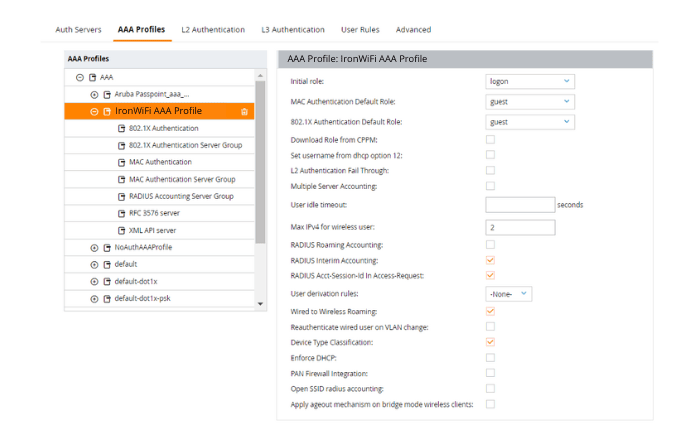 Auth Servers AAA Profiles L2 Authentication L3 Authentication User Rules Advanced
AAA Profiles
AAA
Aruba Passpoint_aaa_...
IronWiFi AAA Profile
802.1X Authentication
802.1X Authentication Server Group
MAC Authentication
MAC Authentication Server Group
RADIUS Accounting Server Group
RFC 3576 server
XML API server
NoAuthAAAProfile
default
default-dot1x
default-dot1x-psk
AAA Profile: IronWiFi AAA Profile
Initial role: logon
MAC Authentication Default Role: guest
802.1X Authentication Default Role: guest
Download Role from CPPM:
Set username from dhcp option 12:
L2 Authentication Fail Through:
Multiple Server Accounting:
User idle timeout: seconds
Max IPv4 for wireless user: 2
RADIUS Roaming Accounting:
RADIUS Interim Accounting:
RADIUS Acct-Session-Id In Access-Request:
User derivation rules: -None-
Wired to Wireless Roaming:
Reauthenticate wired user on VLAN change:
Device Type Classification:
Enforce DHCP:
PAN Firewall Integration:
Open SSID radius accounting:
Apply ageout mechanism on bridge mode wireless clients: